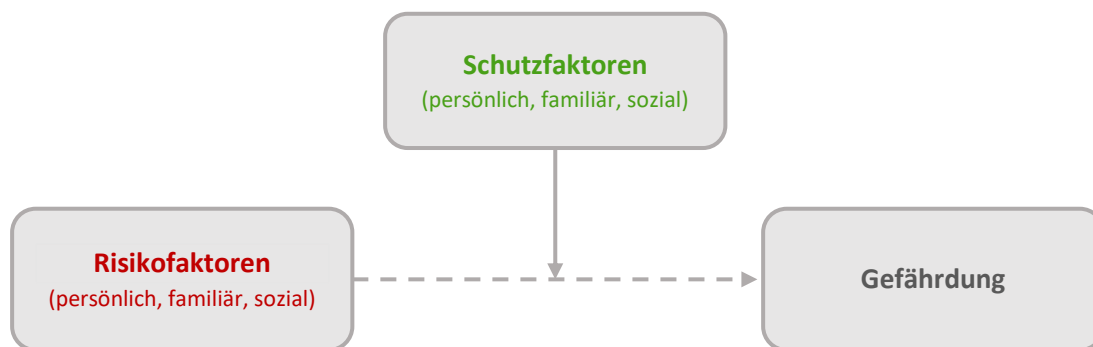 Schutzfaktoren
(persönlich, familiär, sozial)
Risikofaktoren
(persönlich, familiär, sozial)
Gefährdung